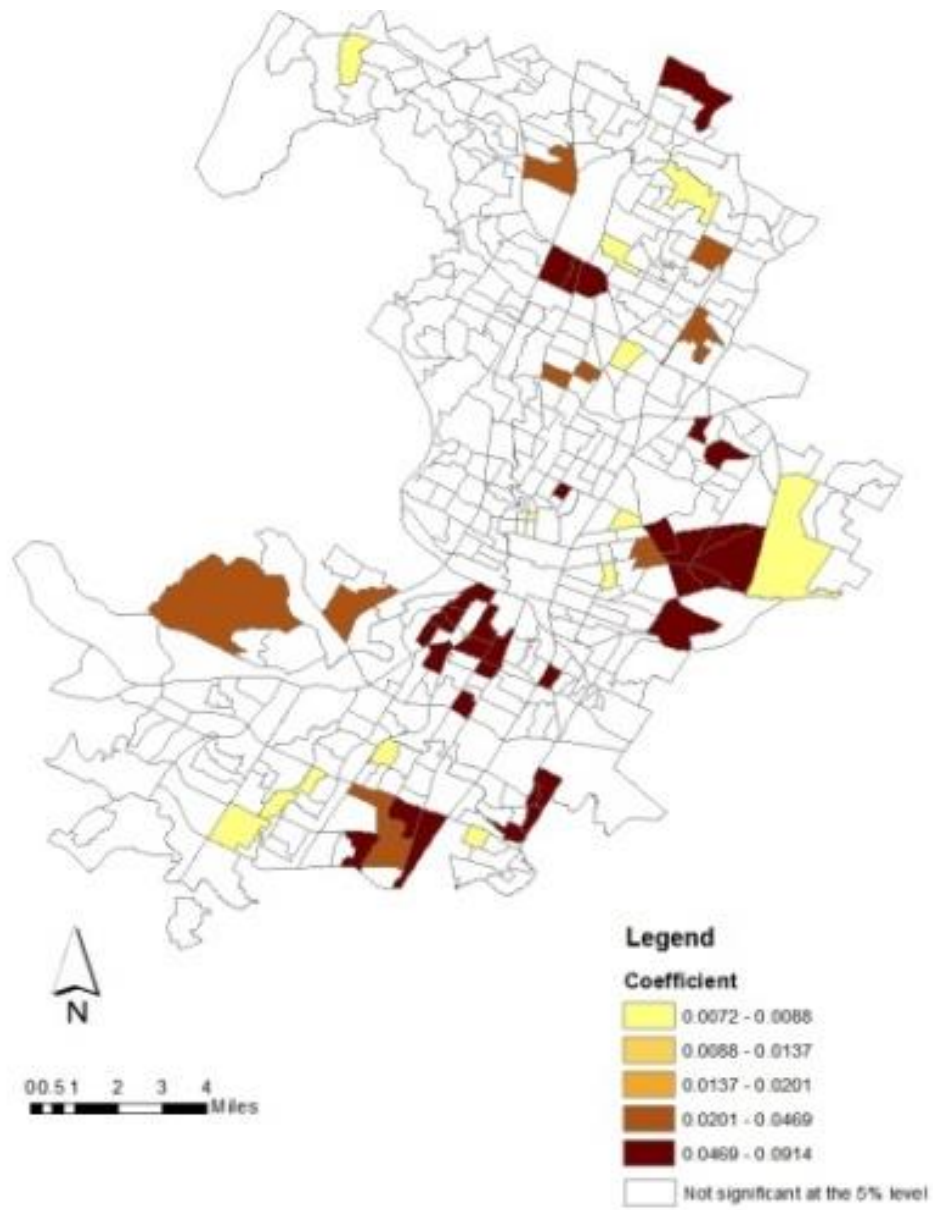 Legend
Coefficient
0.0072 - 0.0088
0.0088 - 0.0137
0.0137 - 0.0201
0.0201 - 0.0469
0.0469 - 0.0914
Not significant at the 5% level
N
0 0.5 1 2 3 4
Miles